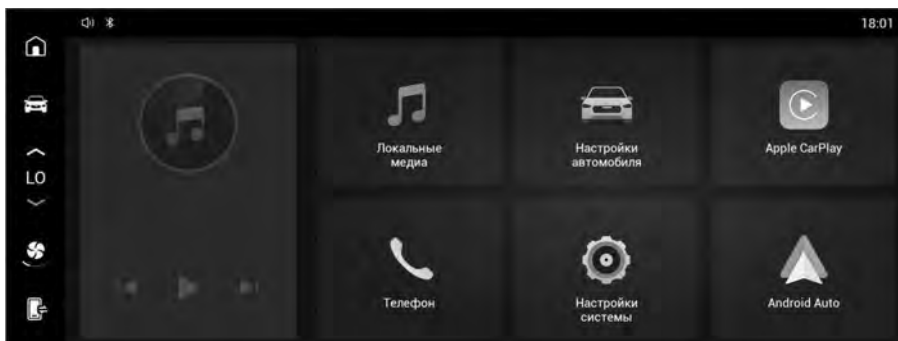 18:01
LO
Локальные
медиа
Настройки
автомобиля
Apple CarPlay
Телефон
Настройки
системы
Android Auto